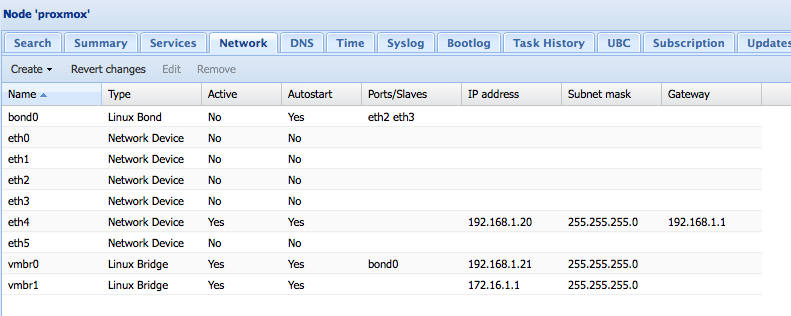 Node 'proxmox'
Search Summary Services Network DNS Time Syslog Bootlog Task History UBC Subscription Updates
Create Revert changes Edit Remove
Name Type Active Autostart Ports/Slaves IP address Subnet mask Gateway
bond0 Linux Bond No Yes eth2 eth3
eth0 Network Device No No
eth1 Network Device No No
eth2 Network Device No No
eth3 Network Device No No
eth4 Network Device Yes Yes 192.168.1.20 255.255.255.0 192.168.1.1
eth5 Network Device No No
vmbr0 Linux Bridge Yes Yes bond0 192.168.1.21 255.255.255.0
vmbr1 Linux Bridge Yes Yes 172.16.1.1 255.255.255.0